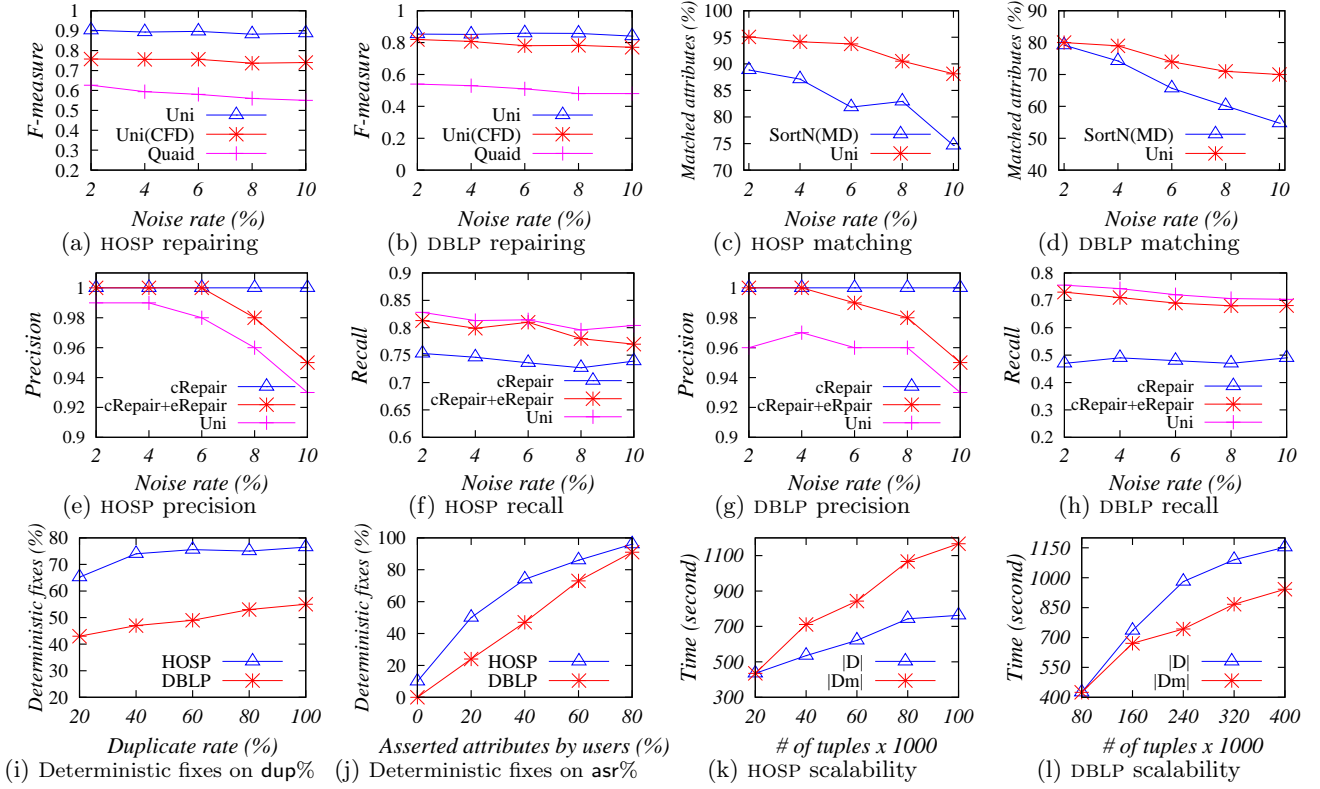 F-measure
1
0.9
0.8
0.7
0.6
0.5
0.4
0.3
0.2
Uni
Uni(CFD)
Quaid
2 4 6 8 10
Noise rate (%)
(a) HOSP repairing
F-measure
1
0.8
0.6
0.4
0.2
0
Uni
Uni(CFD)
Quaid
2 4 6 8 10
Noise rate (%)
(b) DBLP repairing
Matched attributes (%)
100
95
90
85
80
75
70
SortN(MD)
Uni
2 4 6 8 10
Noise rate (%)
(c) HOSP matching
Matched attributes (%)
90
80
70
60
50
40
SortN(MD)
Uni
2 4 6 8 10
Noise rate (%)
(d) DBLP matching
Precision
1
0.98
0.96
0.94
0.92
0.9
cRepair
cRepair+eRepair
Uni
2 4 6 8 10
Noise rate (%)
(e) HOSP precision
Recall
0.9
0.85
0.8
0.75
0.7
0.65
0.6
cRepair
cRepair+eRepair
Uni
2 4 6 8 10
Noise rate (%)
(f) HOSP recall
Precision
1
0.98
0.96
0.94
0.92
0.9
cRepair
cRepair+eRpair
Uni
2 4 6 8 10
Noise rate (%)
(g) DBLP precision
Recall
0.8
0.7
0.6
0.5
0.4
0.3
0.2
cRepair
cRepair+eRepair
Uni
2 4 6 8 10
Noise rate (%)
(h) DBLP recall
Deterministic fixes (%)
80
70
60
50
40
30
20
HOSP
DBLP
20 40 60 80 100
Duplicate rate (%)
(i) Deterministic fixes on dup%
Deterministic fixes (%)
100
80
60
40
20
0
HOSP
DBLP
0 20 40 60 80
Asserted attributes by users (%)
(j) Deterministic fixes on asr%
Time (second)
1100
900
700
500
300
|D|
|Dm|
20 40 60 80 100
# of tuples x 1000
(k) HOSP scalability
Time (second)
1150
1000
850
700
550
400
|D|
|Dm|
80 160 240 320 400
# of tuples x 1000
(l) DBLP scalability